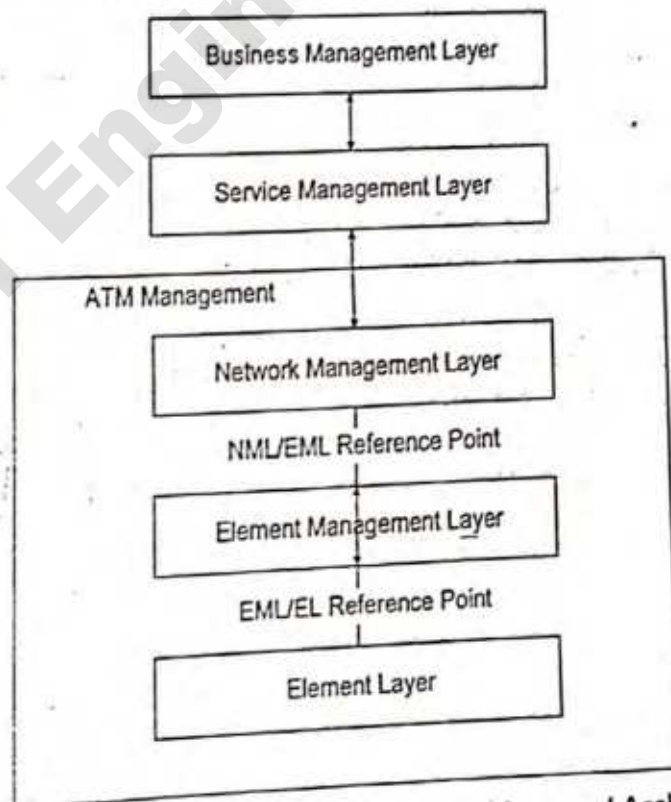 Business Management Layer
Service Management Layer
ATM Management
Network Management Layer
NML/EML Reference Point
Element Management Layer
EML/EL Reference Point
Element Layer